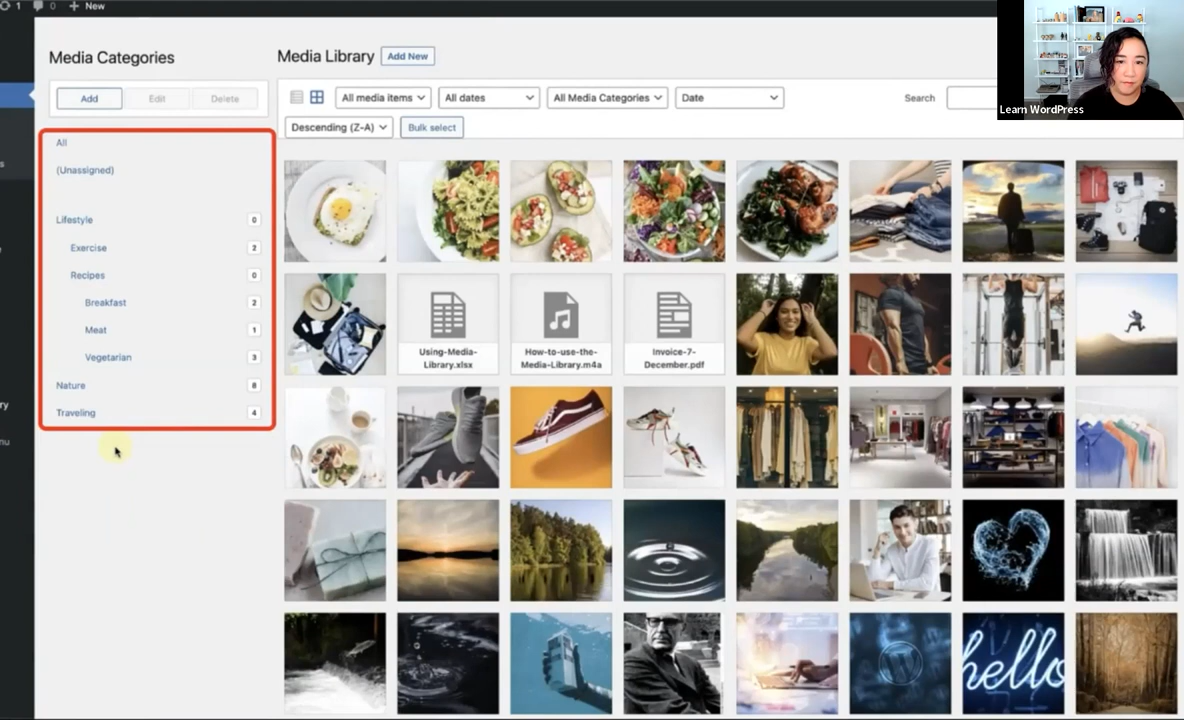 1 0 New
Media Categories
Add Edit Delete
All
(Unassigned)
Lifestyle 0
Exercise 2
Recipes 0
Breakfast 2
Meat 1
Vegetarian 3
Nature 8
Traveling 4
Media Library Add New
All media items All dates All Media Categories Date Search
Descending (Z-A) Bulk select
Using-Media-
Library.xlsx
How-to-use-the-
Media-Library.m4a
Invoice-7-
December.pdf
hello
Learn WordPress
s
ry
nu